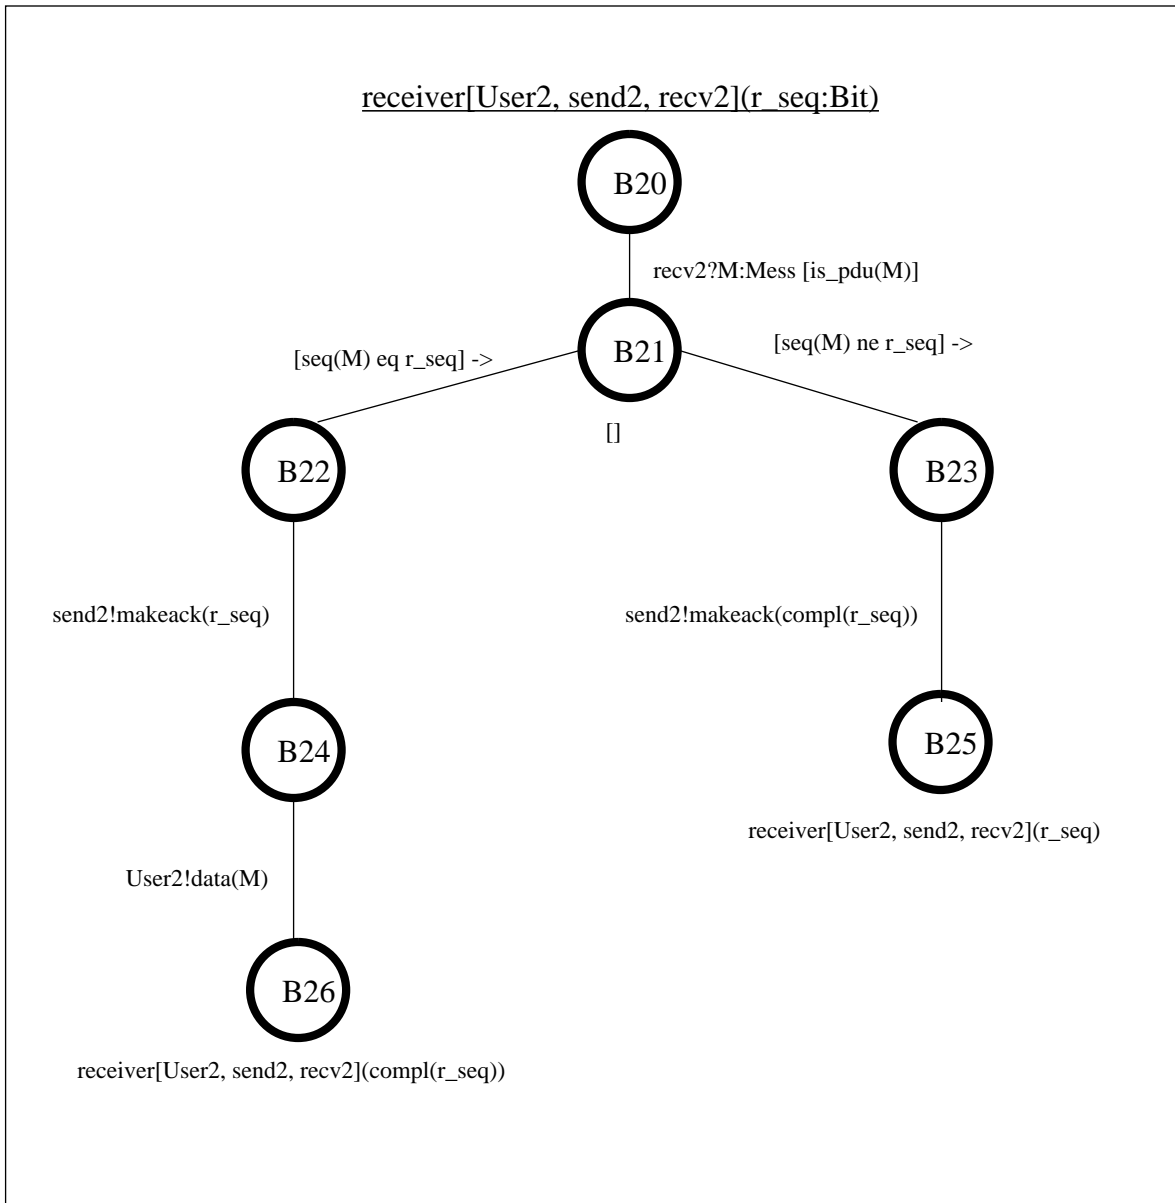 receiver[User2, send2, recv2](r_seq:Bit)
B20
recv2?M:Mess [is_pdu(M)]
[seq(M) eq r_seq] ->
B21
[seq(M) ne r_seq] ->
[]
B22
B23
send2!makeack(r_seq)
send2!makeack(compl(r_seq))
B24
B25
receiver[User2, send2, recv2](r_seq)
User2!data(M)
B26
receiver[User2, send2, recv2](compl(r_seq))